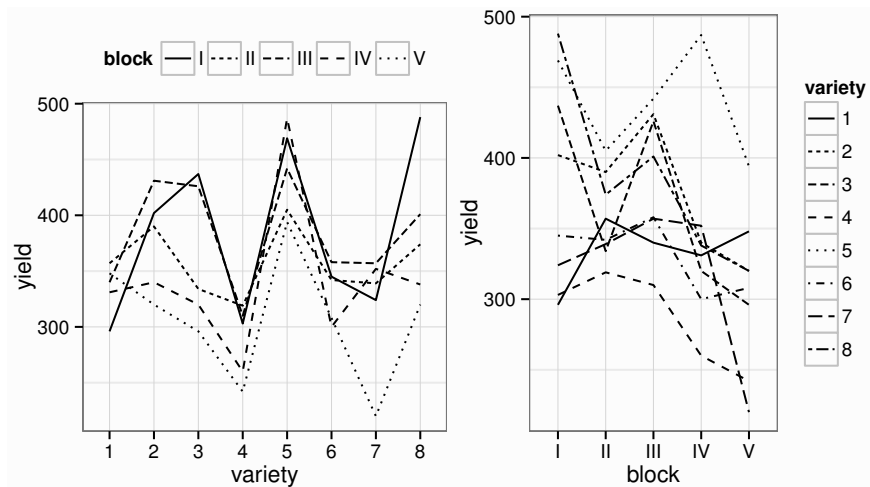 block I II III IV V
500
400
300
yield
1 2 3 4 5 6 7 8
variety
500
400
300
yield
I II III IV V
block
variety
1
2
3
4
5
6
7
8